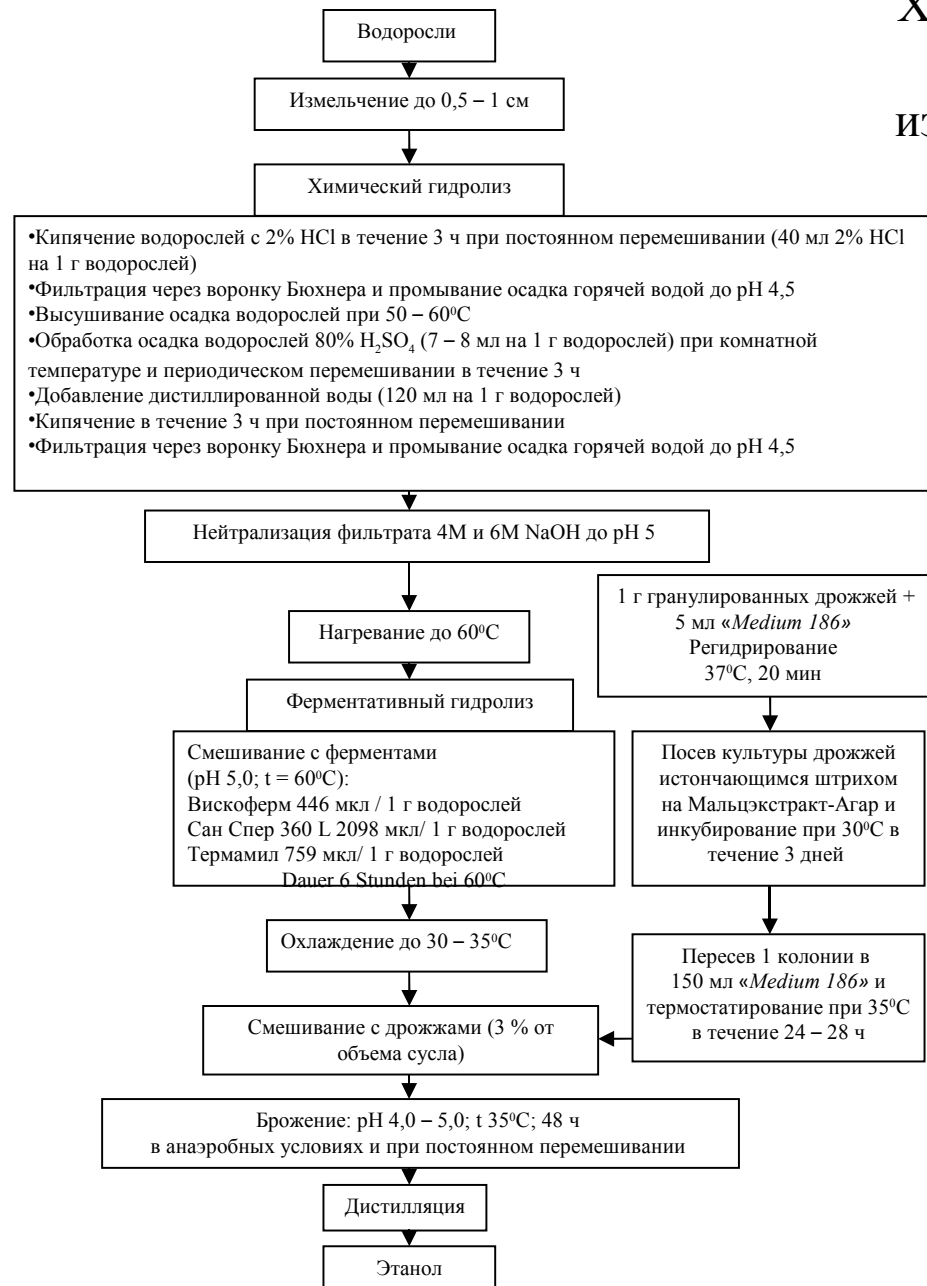 Х
из
Водоросли
Измельчение до 0,5 – 1 см
Химический гидролиз
•Кипячение водорослей с 2% HCl в течение 3 ч при постоянном перемешивании (40 мл 2% HCl
на 1 г водорослей)
•Фильтрация через воронку Бюхнера и промывание осадка горячей водой до pH 4,5
•Высушивание осадка водорослей при 50 – 60⁰С
•Обработка осадка водорослей 80% H₂SO₄ (7 – 8 мл на 1 г водорослей) при комнатной
температуре и периодическом перемешивании в течение 3 ч
•Добавление дистиллированной воды (120 мл на 1 г водорослей)
•Кипячение в течение 3 ч при постоянном перемешивании
•Фильтрация через воронку Бюхнера и промывание осадка горячей водой до pH 4,5
Нейтрализация фильтрата 4М и 6М NaOH до pH 5
Нагревание до 60⁰С
Ферментативный гидролиз
Смешивание с ферментами
(pH 5,0; t = 60⁰С):
Вискоферм 446 мкл / 1 г водорослей
Сан Спер 360 L 2098 мкл/ 1 г водорослей
Термамил 759 мкл/ 1 г водорослей
Dauer 6 Stunden bei 60⁰С
Охлаждение до 30 – 35⁰С
1 г гранулированных дрожжей +
5 мл «Medium 186»
Регидрирование
37⁰С, 20 мин
Посев культуры дрожжей
истончающимся штрихом
на Мальцэкстракт-Агар и
инкубирование при 30⁰С в
течение 3 дней
Пересев 1 колонии в
150 мл «Medium 186» и
термостатирование при 35⁰С
в течение 24 – 28 ч
Смешивание с дрожжами (3 % от
объема сусла)
Брожение: pH 4,0 – 5,0; t 35⁰С; 48 ч
в анаэробных условиях и при постоянном перемешивании
Дистилляция
Этанол